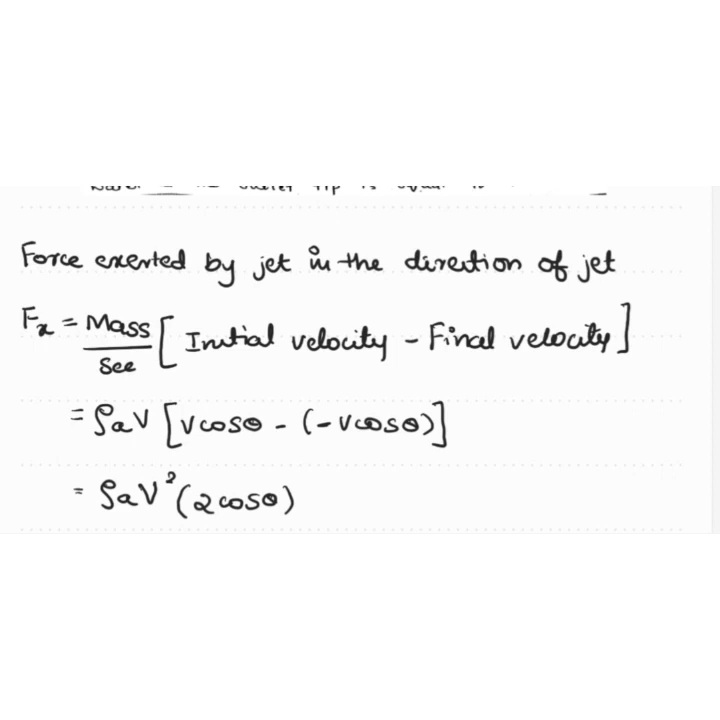 Force exerted by jet in the direction of jet
Fx = Mass/Sec [Initial velocity - Final velocity]
= ρaV [Vcosθ - (-Vcosθ)]
= ρaV²(2cosθ)